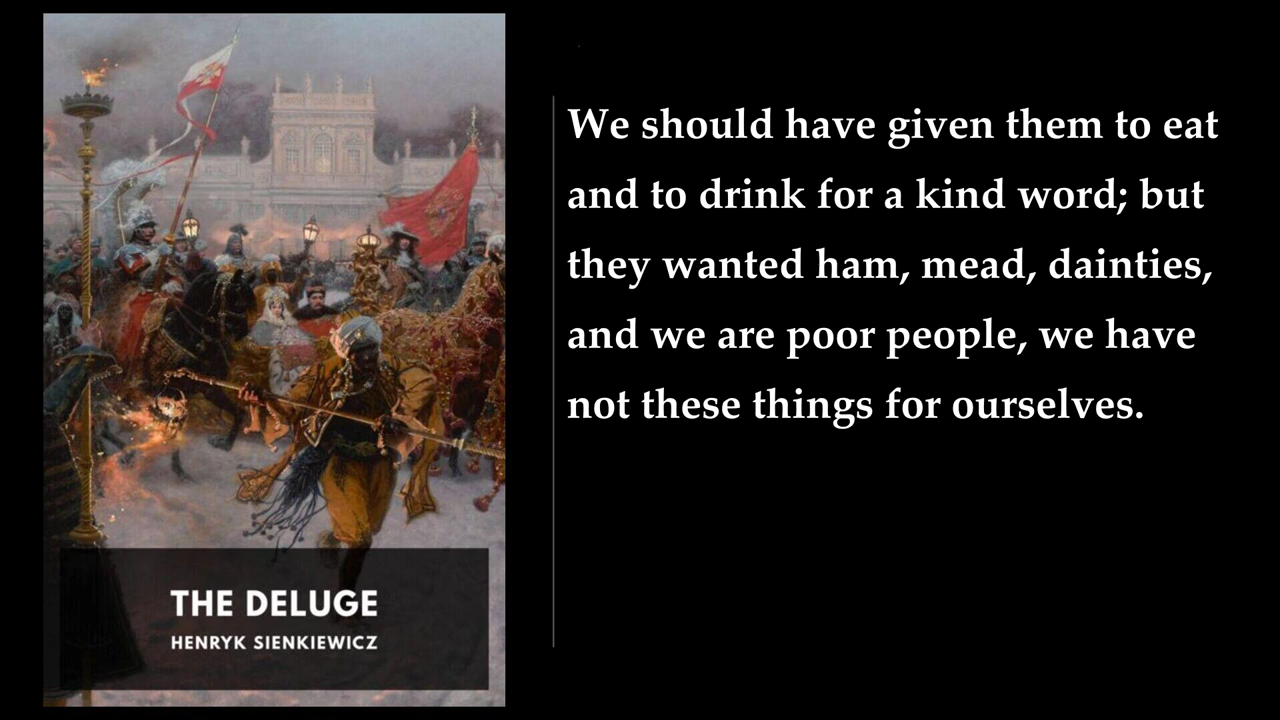 We should have given them to eat
and to drink for a kind word; but
they wanted ham, mead, dainties,
and we are poor people, we have
not these things for ourselves.
THE DELUGE
HENRYK SIENKIEWICZ